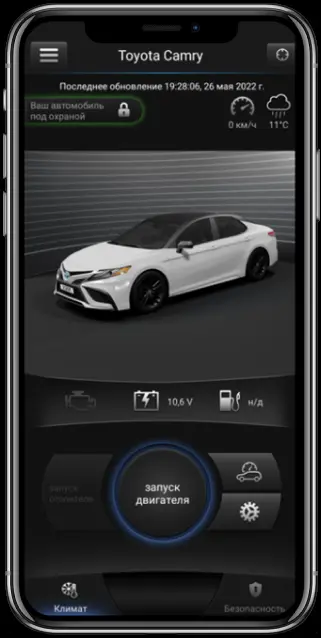 Toyota Camry
Последнее обновление 19:28:06, 26 мая 2022 г.
Ваш автомобиль
под охраной
0 км/ч
11°C
10,6 V
н/д
запуск
двигателя
Климат
Безопасность